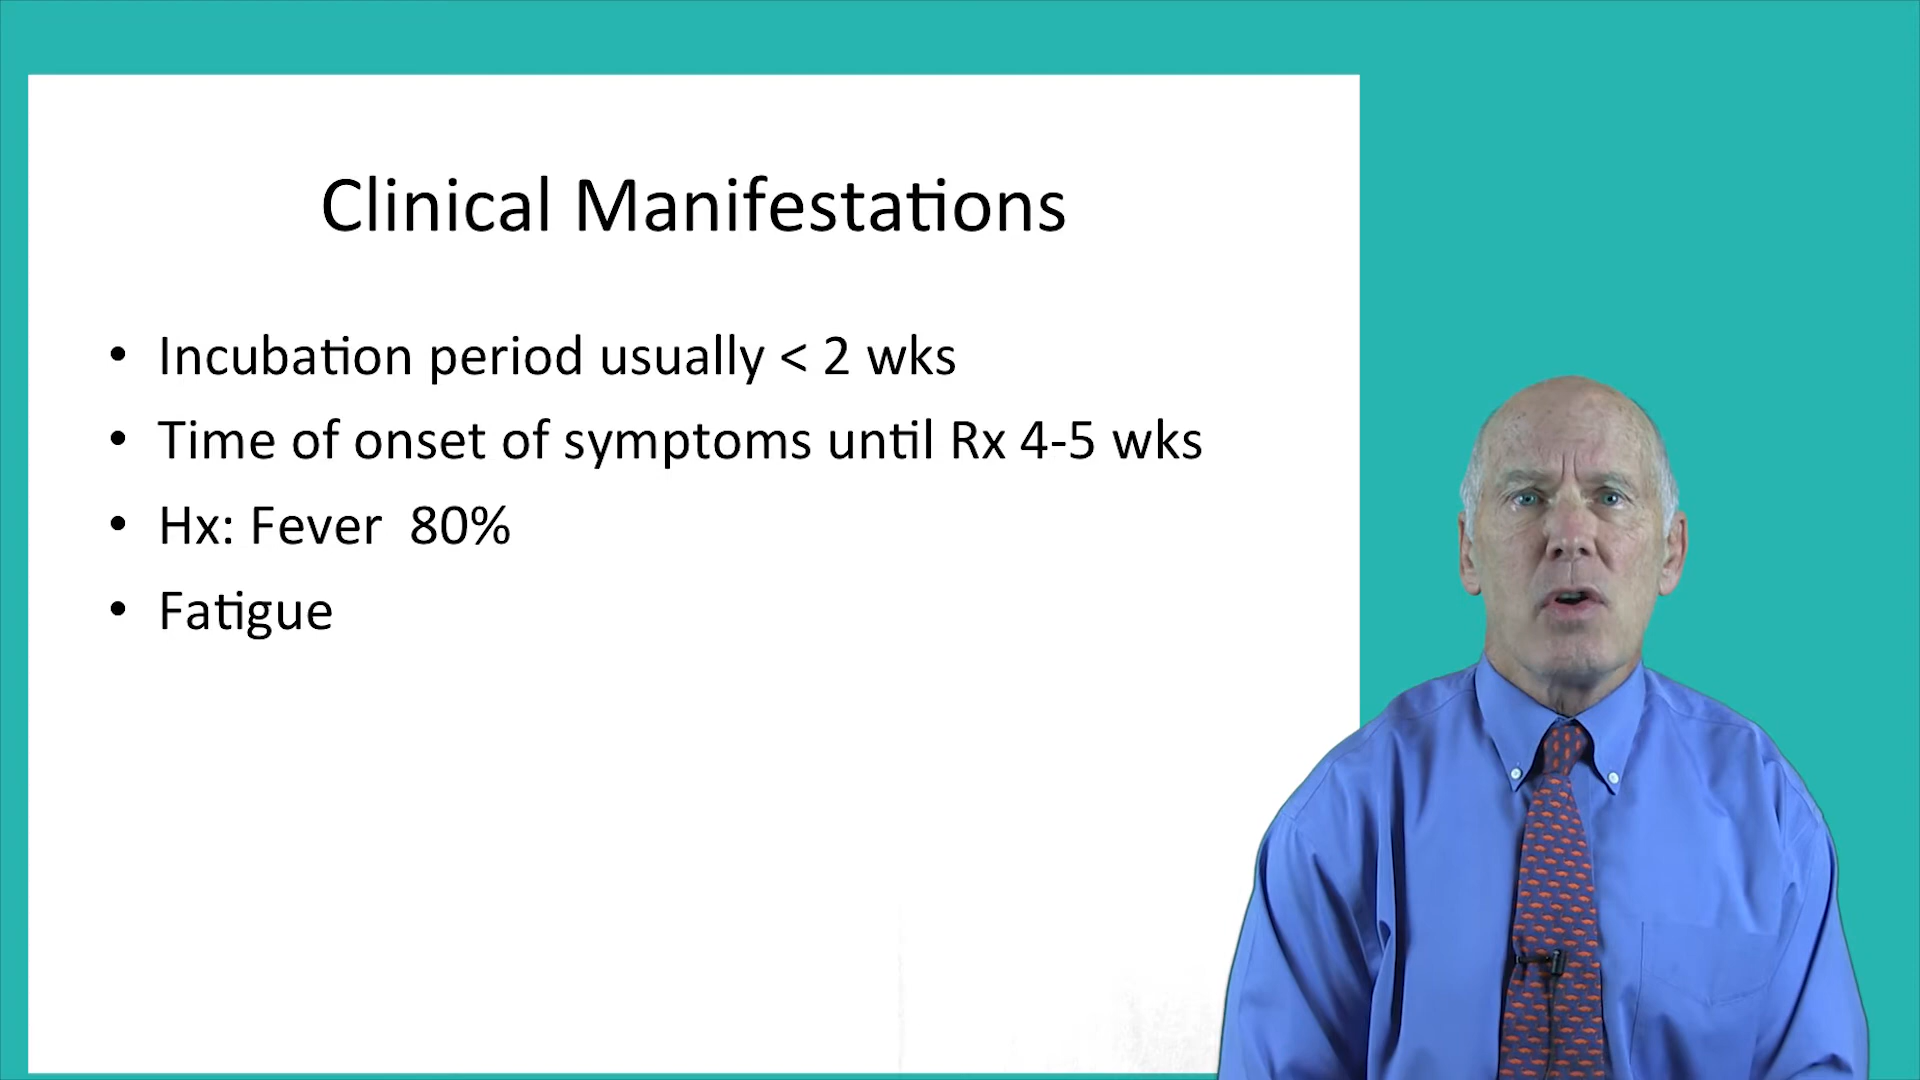 Clinical Manifestations
• Incubation period usually < 2 wks
• Time of onset of symptoms until Rx 4-5 wks
• Hx: Fever  80%
• Fatigue